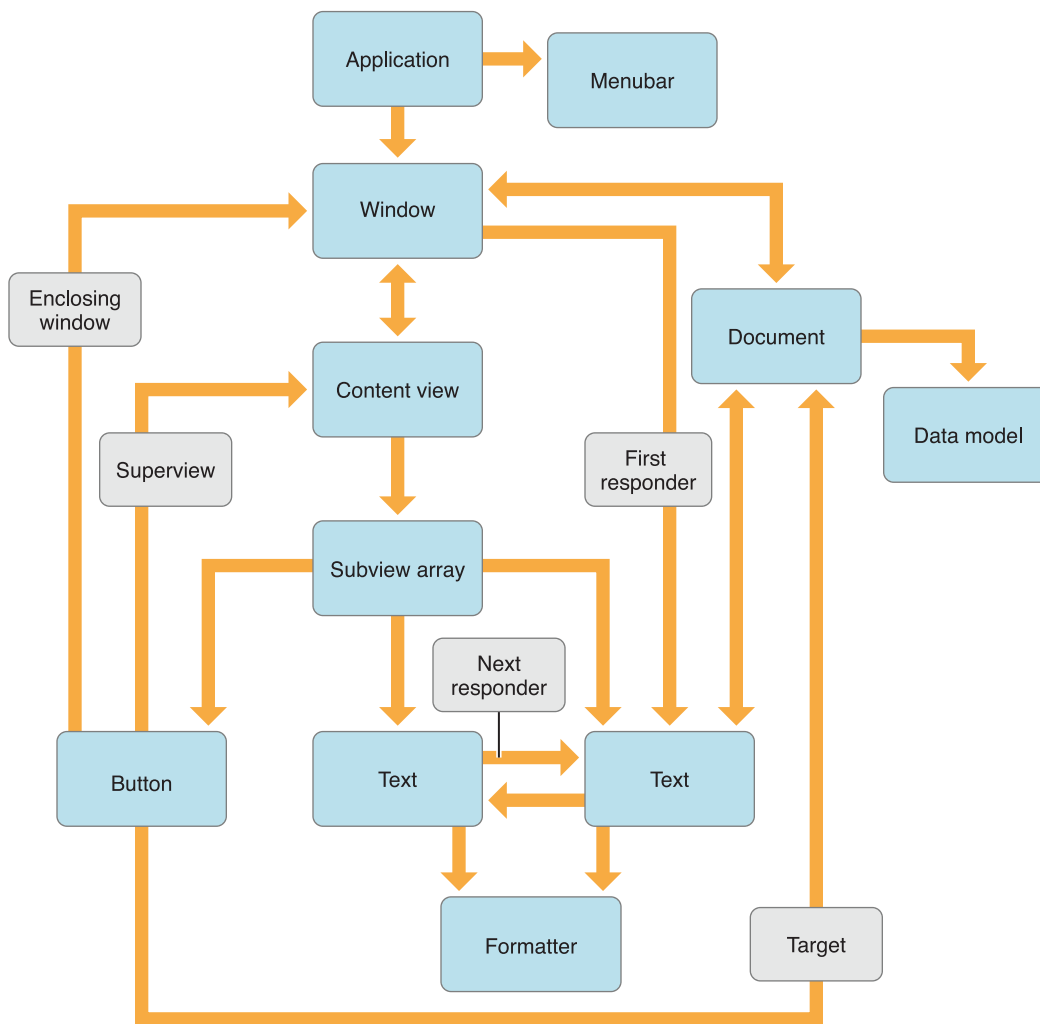 Application
Menubar
Window
Enclosing
window
Document
Content view
Data model
First
responder
Superview
Subview array
Next
responder
Button
Text
Text
Formatter
Target